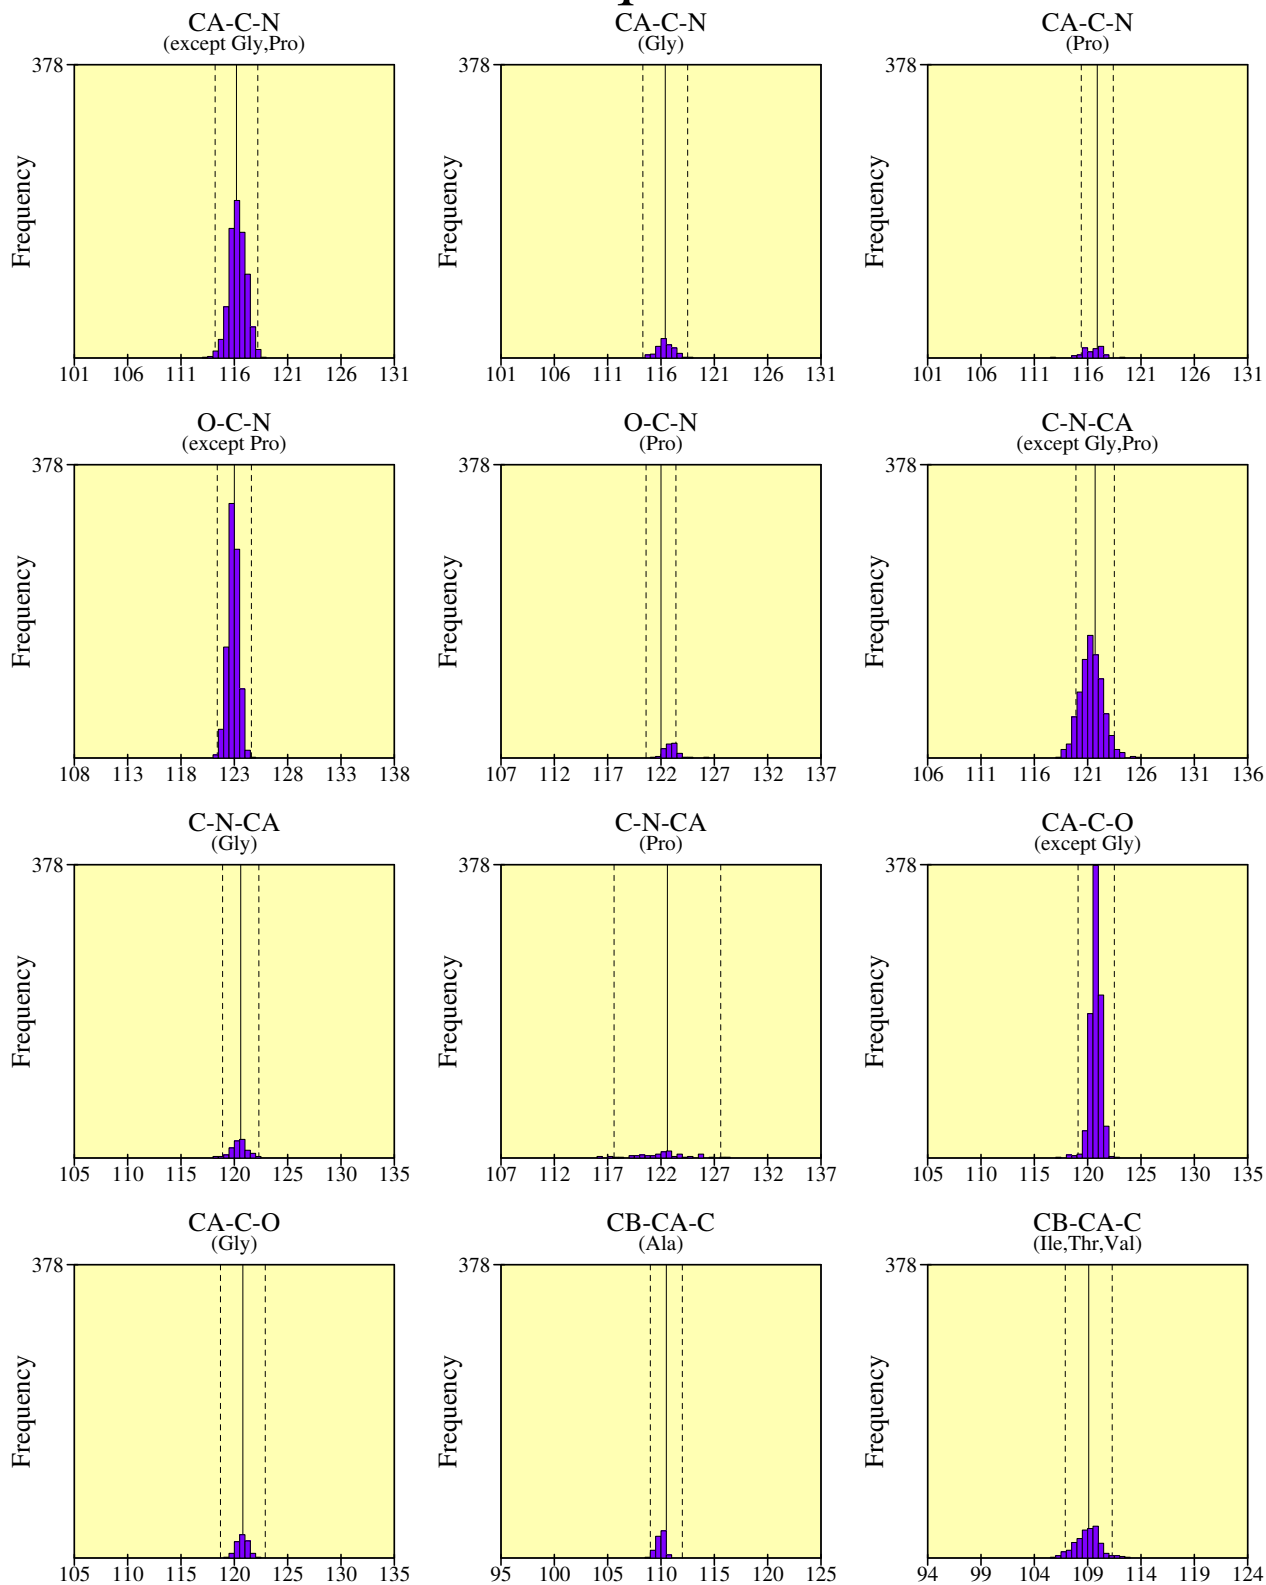 CA-C-N
(except Gly,Pro)
378
Frequency
101 106 111 116 121 126 131
CA-C-N
(Gly)
378
Frequency
101 106 111 116 121 126 131
CA-C-N
(Pro)
378
Frequency
101 106 111 116 121 126 131
O-C-N
(except Pro)
378
Frequency
108 113 118 123 128 133 138
O-C-N
(Pro)
378
Frequency
107 112 117 122 127 132 137
C-N-CA
(except Gly,Pro)
378
Frequency
106 111 116 121 126 131 136
C-N-CA
(Gly)
378
Frequency
105 110 115 120 125 130 135
C-N-CA
(Pro)
378
Frequency
107 112 117 122 127 132 137
CA-C-O
(except Gly)
378
Frequency
105 110 115 120 125 130 135
CA-C-O
(Gly)
378
Frequency
105 110 115 120 125 130 135
CB-CA-C
(Ala)
378
Frequency
95 100 105 110 115 120 125
CB-CA-C
(Ile,Thr,Val)
378
Frequency
94 99 104 109 114 119 124